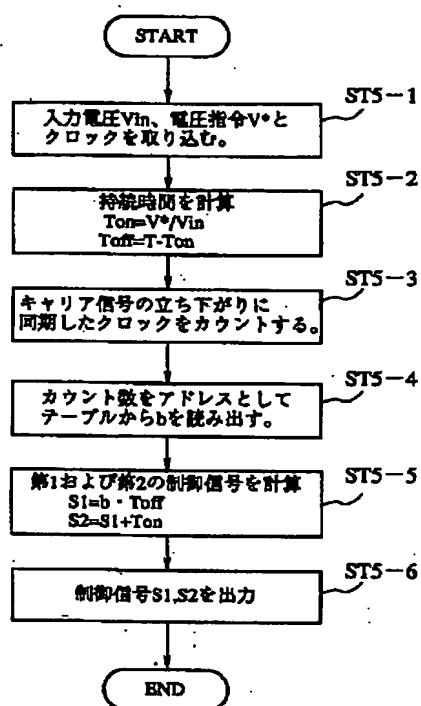 START
ST5-1
入力電圧Vin、電圧指令V*と
クロックを取り込む。
ST5-2
持続時間を計算
Ton=V*/Vin
Toff=T-Ton
ST5-3
キャリア信号の立ち下がりに
同期したクロックをカウントする。
ST5-4
カウント数をアドレスとして
テーブルからbを読み出す。
ST5-5
第1および第2の制御信号を計算
S1=b・Toff
S2=S1+Ton
ST5-6
制御信号S1,S2を出力
END